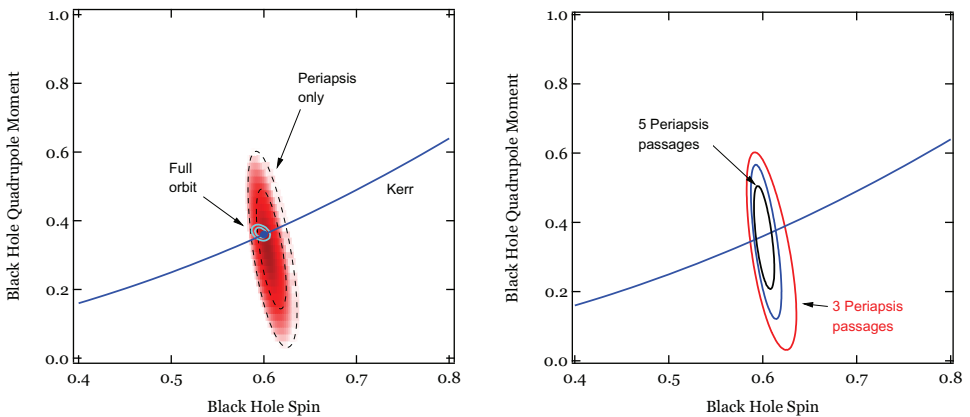 1.0
0.8
0.6
0.4
0.2
0.0
Black Hole Quadrupole Moment
Periapsis
only
Full
orbit
Kerr
0.4
0.5
0.6
0.7
0.8
Black Hole Spin
1.0
0.8
0.6
0.4
0.2
0.0
Black Hole Quadrupole Moment
5 Periapsis
passages
3 Periapsis
passages
0.4
0.5
0.6
0.7
0.8
Black Hole Spin